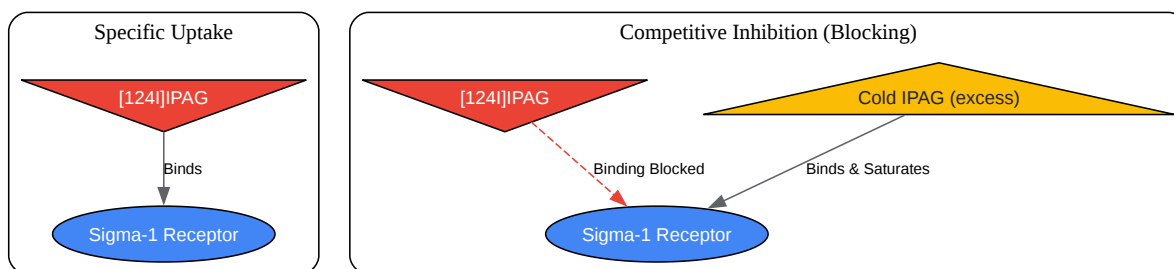 Specific Uptake
[124I]IPAG
Binds
Sigma-1 Receptor
Competitive Inhibition (Blocking)
[124I]IPAG
Cold IPAG (excess)
Binding Blocked
Binds & Saturates
Sigma-1 Receptor